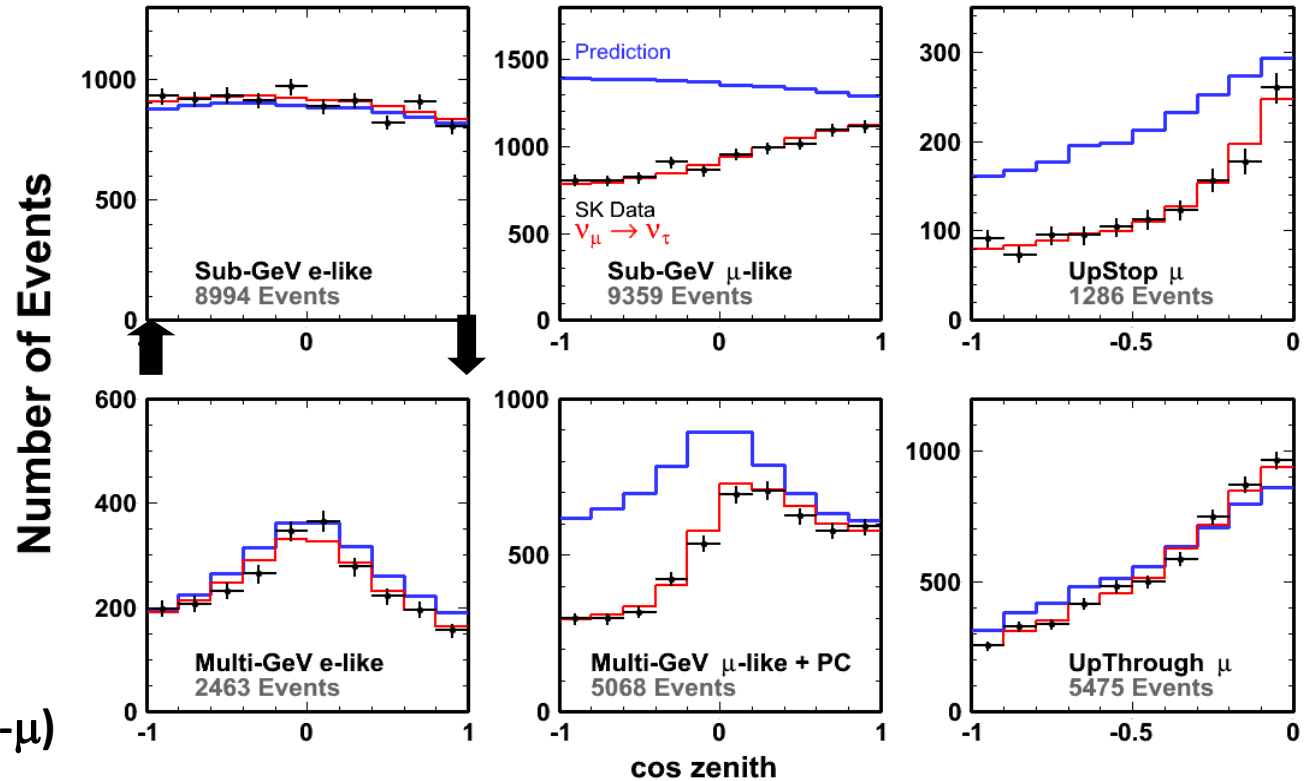 Number of Events
1000
500
0
Sub-GeV e-like
8994 Events
-1 0 1
1500
1000
500
0
Prediction
SK Data
νμ → ντ
Sub-GeV μ-like
9359 Events
-1 0 1
300
200
100
0
UpStop μ
1286 Events
-1 -0.5 0
600
400
200
0
Multi-GeV e-like
2463 Events
-1 0 1
1000
500
0
Multi-GeV μ-like + PC
5068 Events
-1 0 1
1000
500
0
UpThrough μ
5475 Events
-1 -0.5 0
-μ)
cos zenith